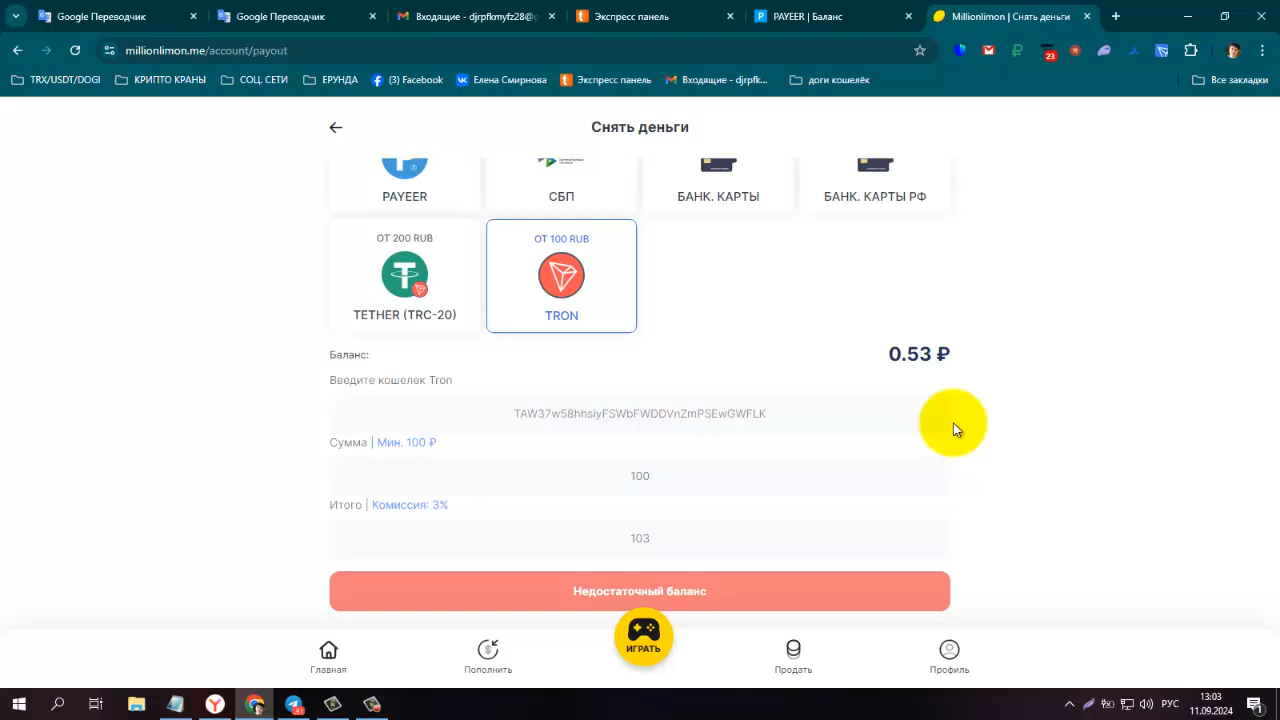 Google Переводчик
Google Переводчик
Входящие - djrpfkmyfz28@g
Экспресс панель
PAYEER | Баланс
Millionlimon | Снять деньги
millionlimon.me/account/payout
23
TRX/USDT/DOGI
КРИПТО КРАНЫ
СОЦ. СЕТИ
ЕРУНДА
(3) Facebook
Елена Смирнова
Экспресс панель
Входящие - djrpfk...
доги кошелёк
Все закладки
Снять деньги
PAYEER
СБП
БАНК. КАРТЫ
БАНК. КАРТЫ РФ
ОТ 200 RUB
TETHER (TRC-20)
ОТ 100 RUB
TRON
Баланс:
0.53 ₽
Введите кошелек Tron
TAW37w58hhsiyFSWbFWDDVnZmPSEwGWFLK
Сумма | Мин. 100 ₽
100
Итого | Комиссия: 3%
103
Недостаточный баланс
Главная
Пополнить
ИГРАТЬ
Продать
Профиль
РУС
13:03
11.09.2024